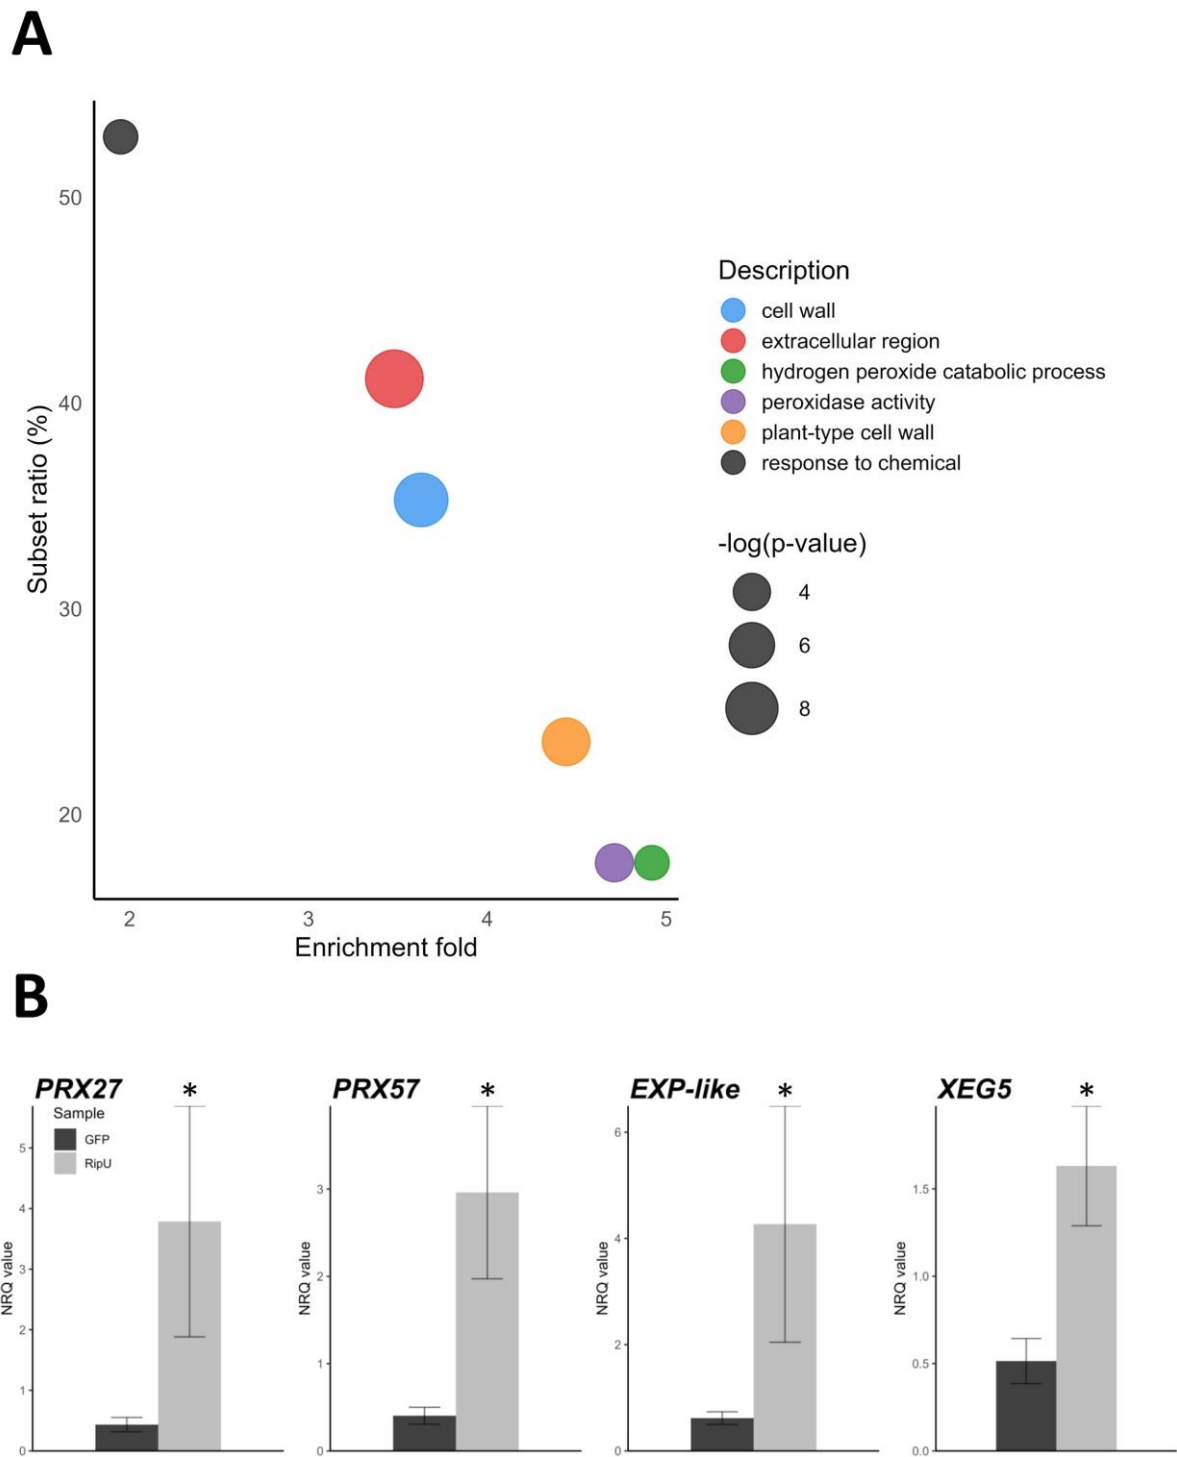 A
50
40
30
20
Subset ratio (%)
2 3 4 5
Enrichment fold
Description
cell wall
extracellular region
hydrogen peroxide catabolic process
peroxidase activity
plant-type cell wall
response to chemical
-log(p-value)
4
6
8
B
PRX27 *
Sample
GFP
RipU
5
4
3
2
1
0
NRQ value
PRX57 *
3
2
1
0
NRQ value
EXP-like *
6
4
2
0
NRQ value
XEG5 *
1.5
1.0
0.5
0.0
NRQ value